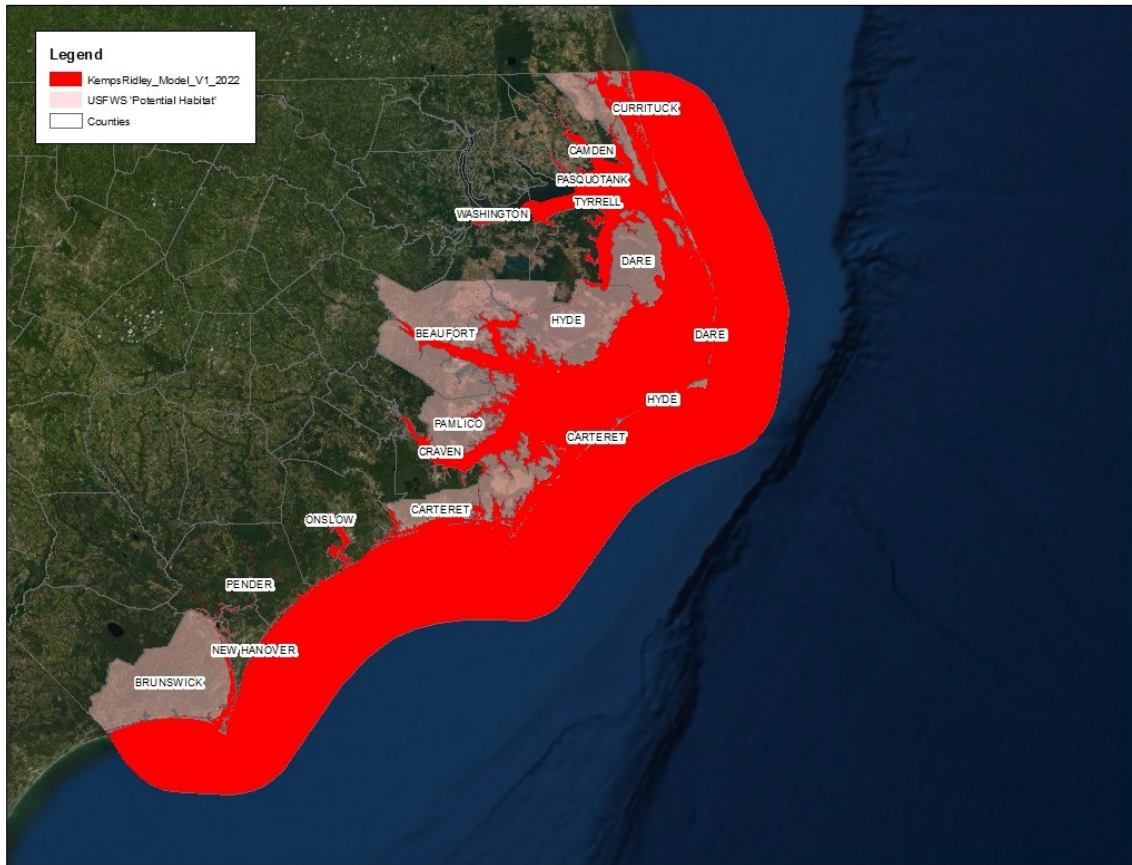 Legend
KempsRidley_Model_V1_2022
USFWS 'Potential Habitat'
Counties
CURRITUCK
CAMDEN
PASQUOTANK
TYRRELL
WASHINGTON
DARE
HYDE
BEAUFORT
DARE
HYDE
PAMLICO
CARTERET
CRAVEN
CARTERET
ONSLOW
PENDER
NEW HANOVER
BRUNSWICK